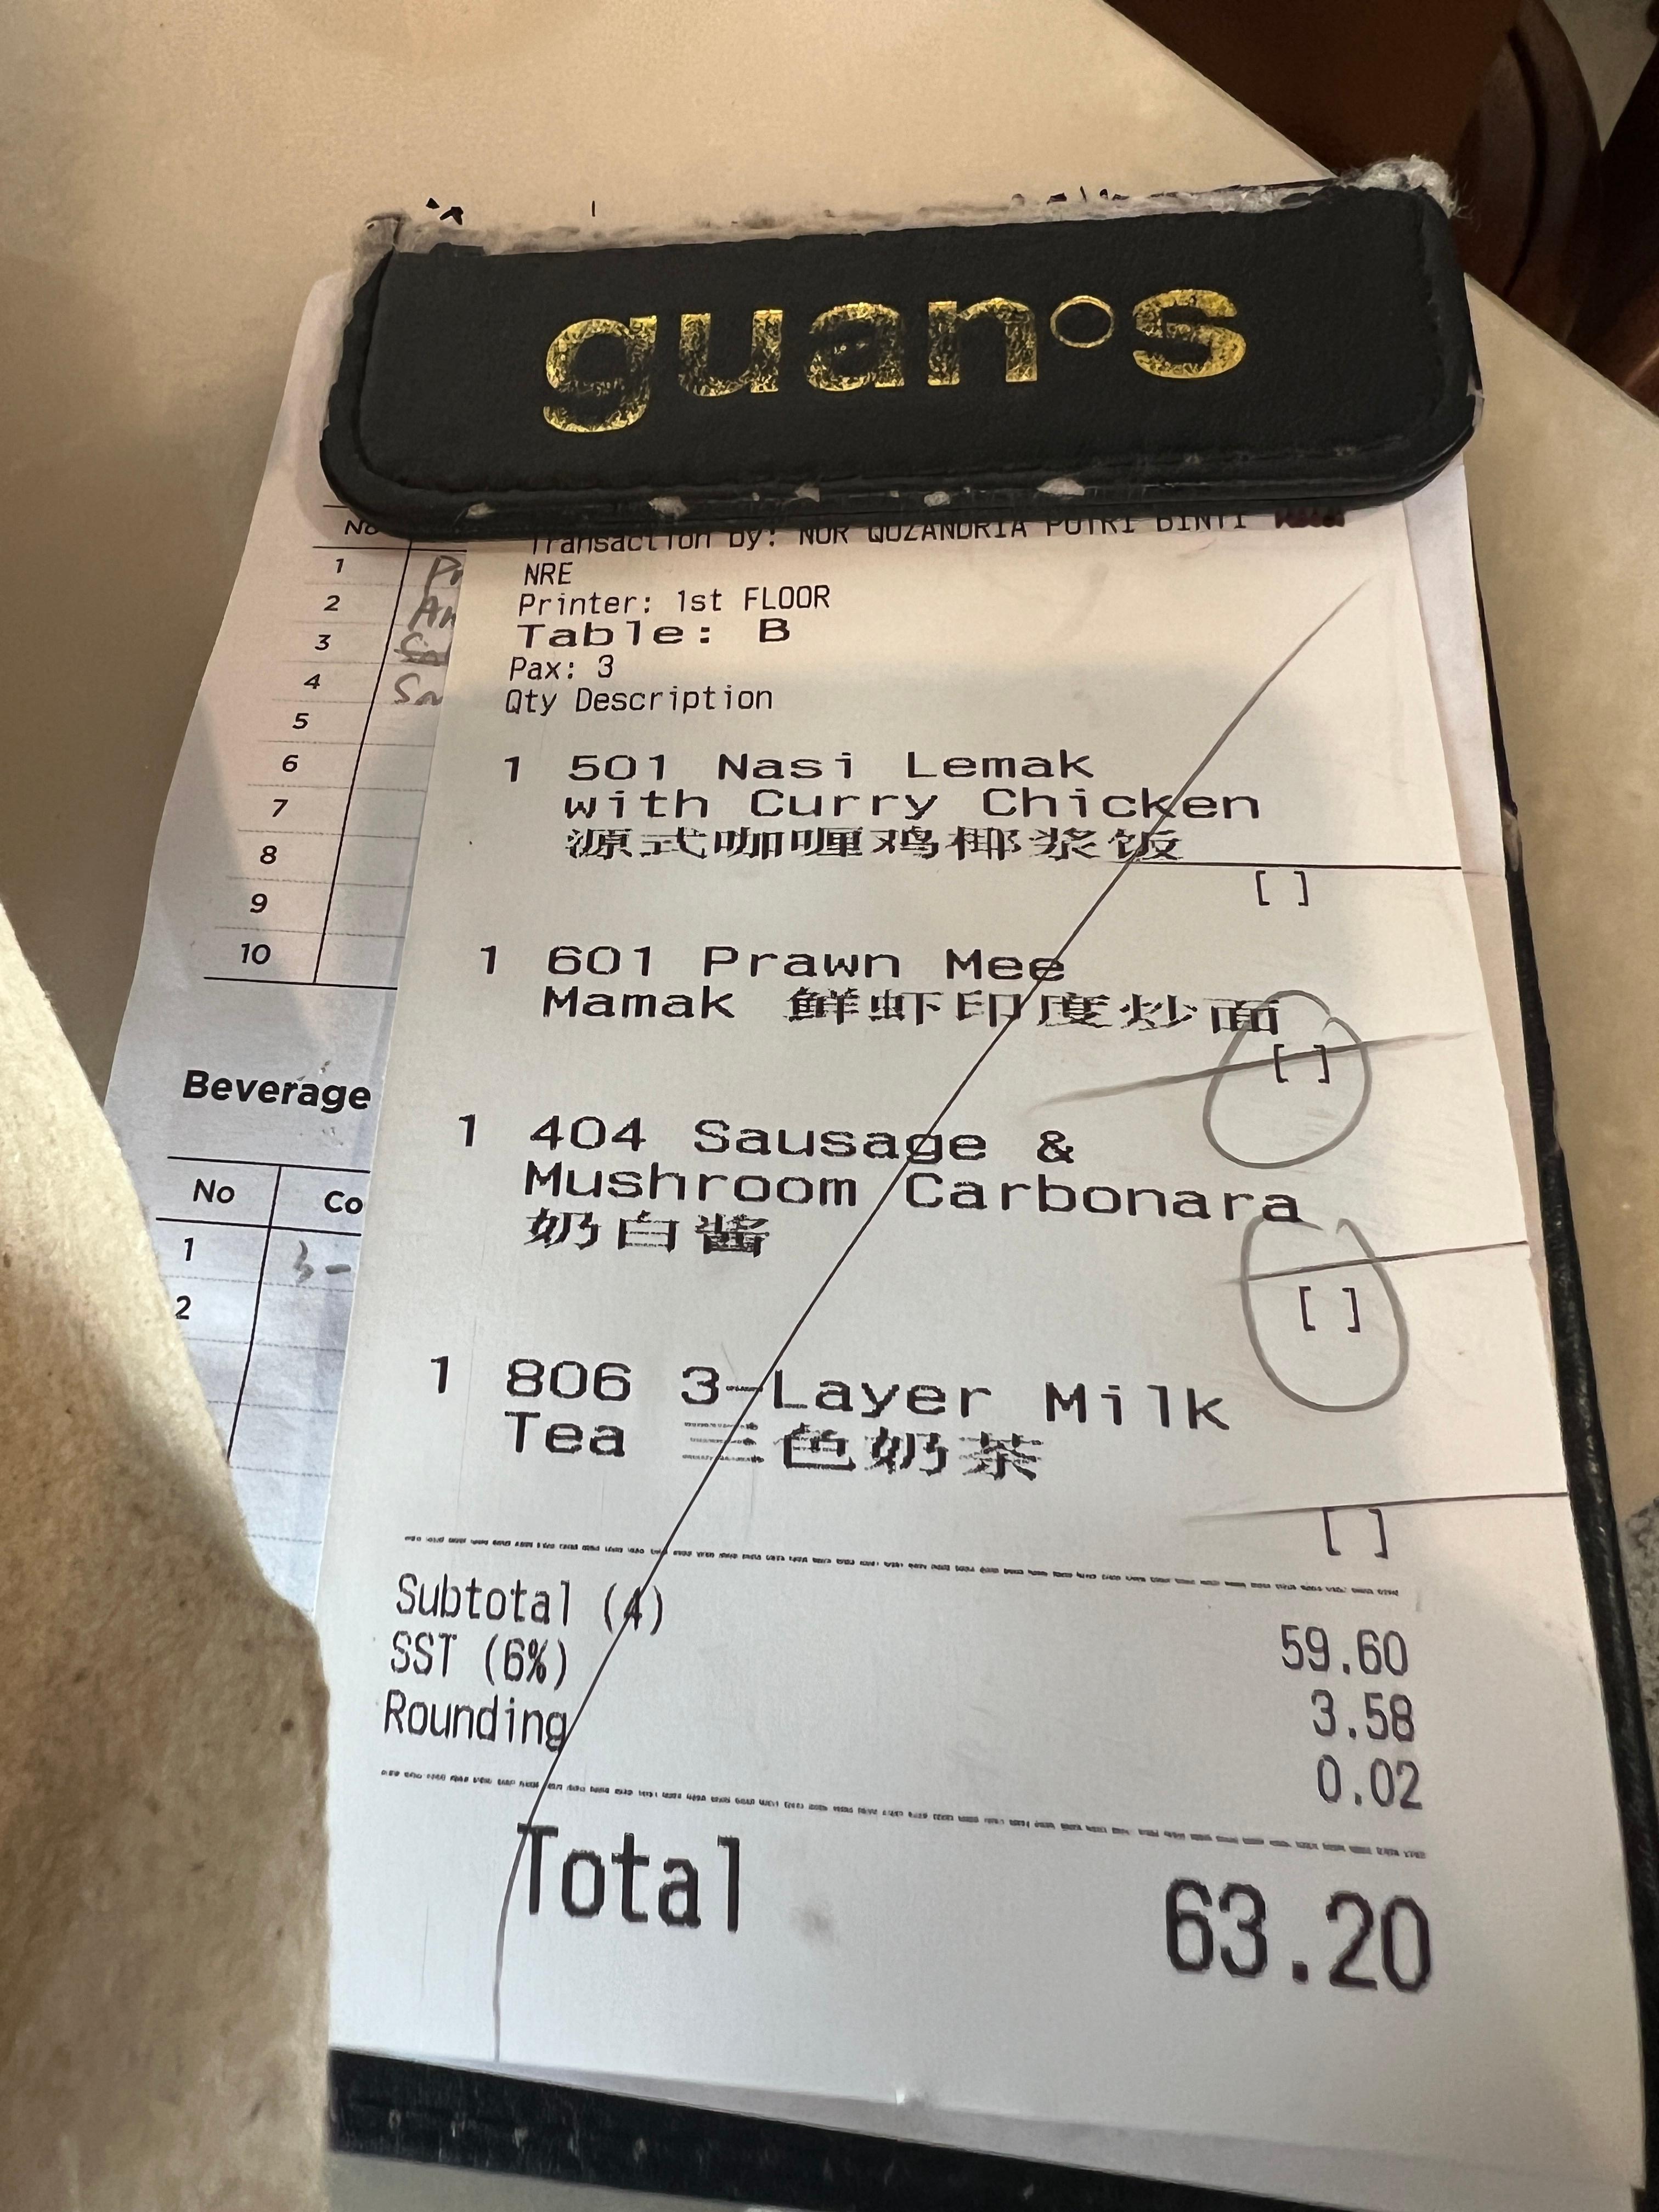 guan's
Transaction by: NOR QUZANDRIA PUTRI BINTI
NRE
Printer: 1st FLOOR
Table: B
Pax: 3
Qty Description
1 501 Nasi Lemak
with Curry Chicken
源式咖喱鸡椰浆饭
[ ]
1 601 Prawn Mee
Mamak 鲜虾印度炒面
[ ]
1 404 Sausage &
Mushroom Carbonara
奶白酱
[ ]
1 806 3-Layer Milk
Tea 三色奶茶
[ ]
Subtotal (4) 59.60
SST (6%) 3.58
Rounding 0.02
Total 63.20
No
1
2
3
4
5
6
7
8
9
10
Beverage
No Co
1 3-
2